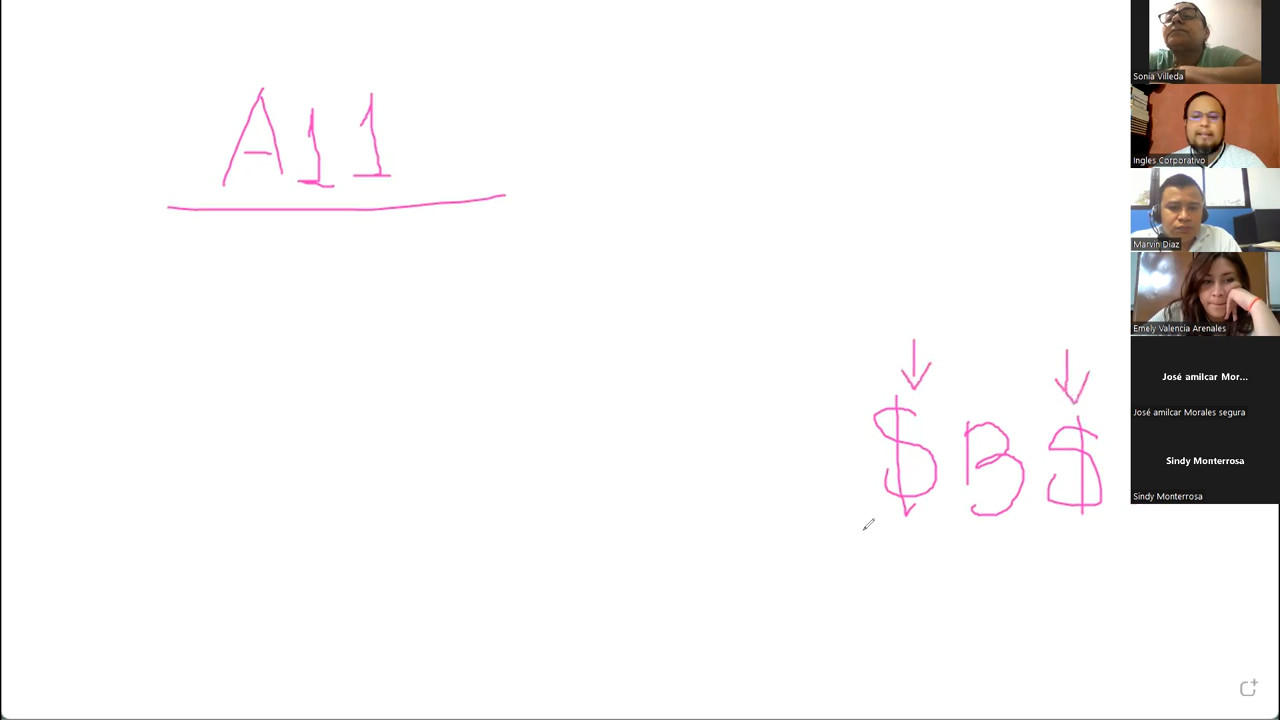 A11
$B$
Sonia Villeda
Ingles Corporativo
Marvin Diaz
Emely Valencia Arenales
José amilcar Mor...
José amilcar Morales segura
Sindy Monterrosa
Sindy Monterrosa